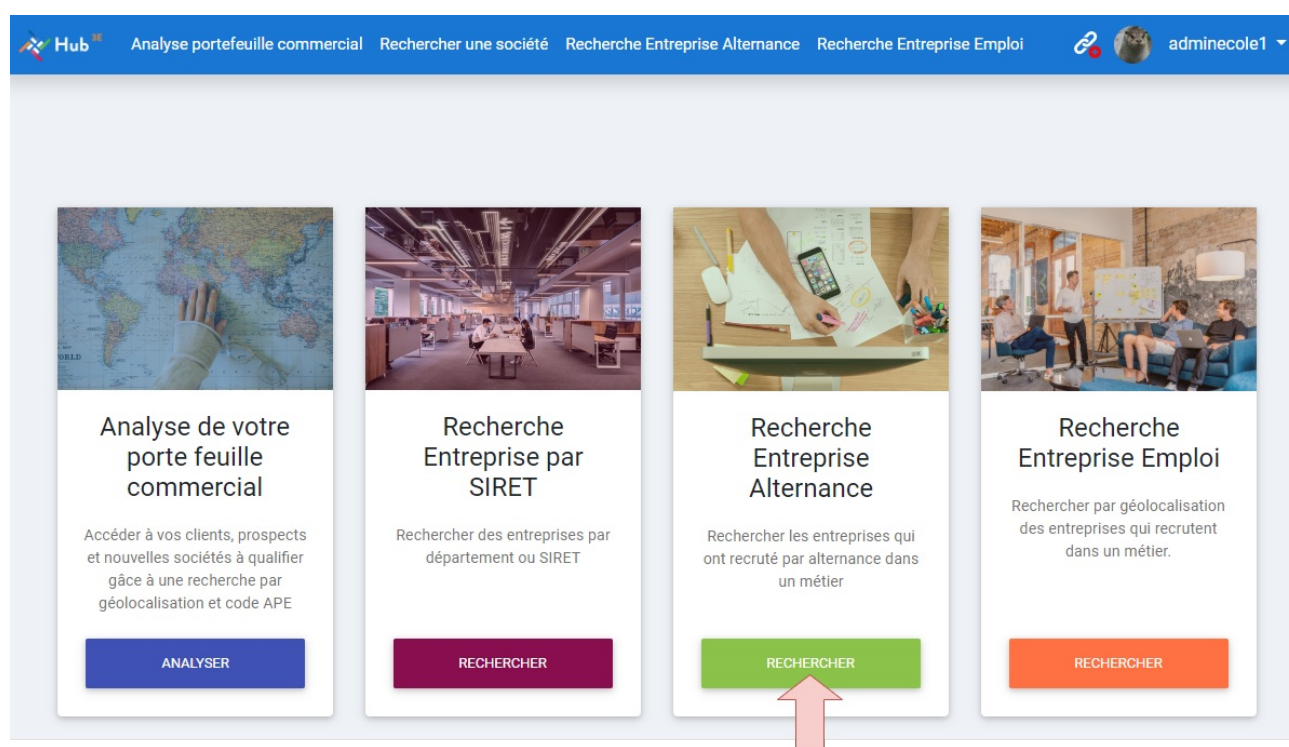 Hub 3E
Analyse portefeuille commercial
Rechercher une société
Recherche Entreprise Alternance
Recherche Entreprise Emploi
adminecole1
Analyse de votre
porte feuille
commercial
Accéder à vos clients, prospects
et nouvelles sociétés à qualifier
gâce à une recherche par
géolocalisation et code APE
ANALYSER
Recherche
Entreprise par
SIRET
Rechercher des entreprises par
département ou SIRET
RECHERCHER
Recherche
Entreprise
Alternance
Rechercher les entreprises qui
ont recruté par alternance dans
un métier
RECHERCHER
Recherche
Entreprise Emploi
Rechercher par géolocalisation
des entreprises qui recrutent
dans un métier.
RECHERCHER